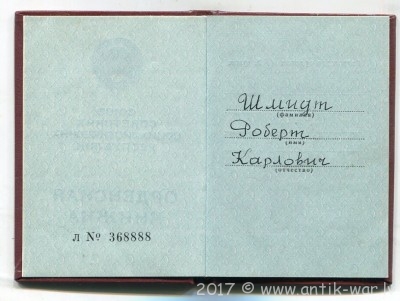 л № 368888
Шмидт
(фамилия)
Роберт
(имя)
Карлович
(отчество)
2017 © www.antik-war.lv